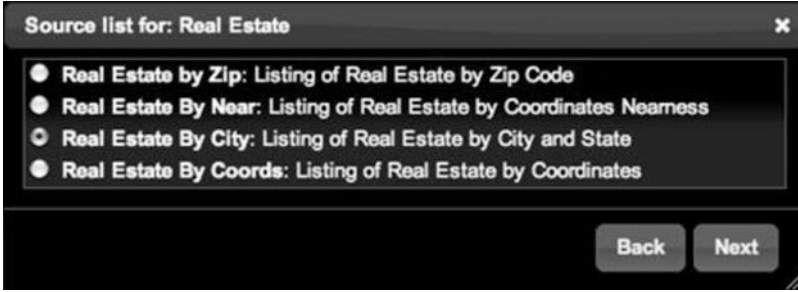 Source list for: Real Estate
Real Estate by Zip: Listing of Real Estate by Zip Code
Real Estate By Near: Listing of Real Estate by Coordinates Nearness
Real Estate By City: Listing of Real Estate by City and State
Real Estate By Coords: Listing of Real Estate by Coordinates
Back Next